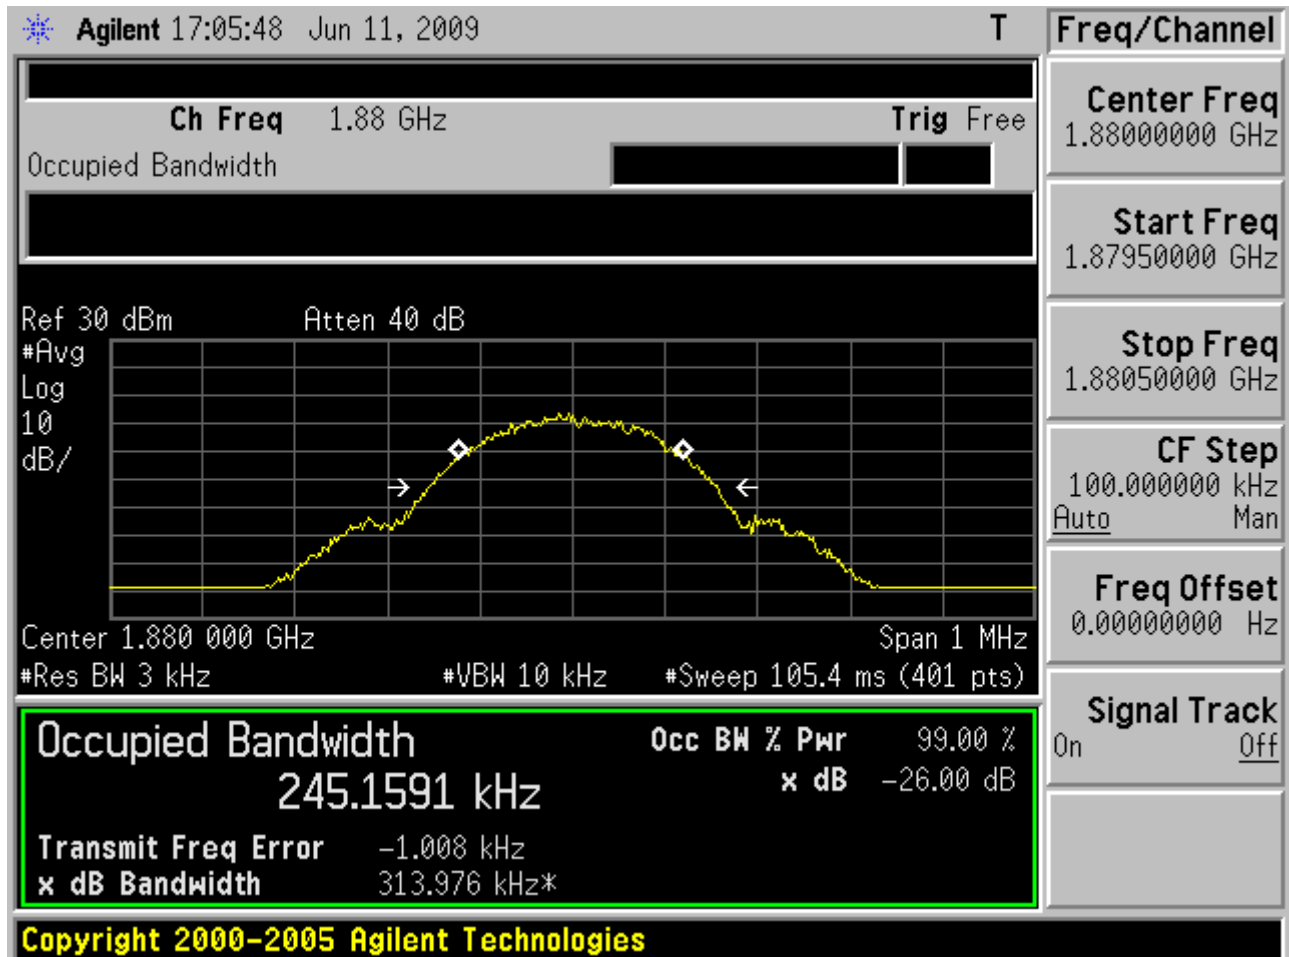 Agilent 17:05:48 Jun 11, 2009 T
Freq/Channel
Ch Freq 1.88 GHz Trig Free
Occupied Bandwidth
Center Freq
1.88000000 GHz
Start Freq
1.87950000 GHz
Stop Freq
1.88050000 GHz
CF Step
100.000000 kHz
Auto Man
Freq Offset
0.00000000 Hz
Signal Track
On Off
Ref 30 dBm Atten 40 dB
#Avg
Log
10
dB/
Center 1.880 000 GHz Span 1 MHz
#Res BW 3 kHz #VBW 10 kHz #Sweep 105.4 ms (401 pts)
Occupied Bandwidth Occ BW % Pwr 99.00 %
245.1591 kHz x dB -26.00 dB
Transmit Freq Error -1.008 kHz
x dB Bandwidth 313.976 kHz*
Copyright 2000-2005 Agilent Technologies